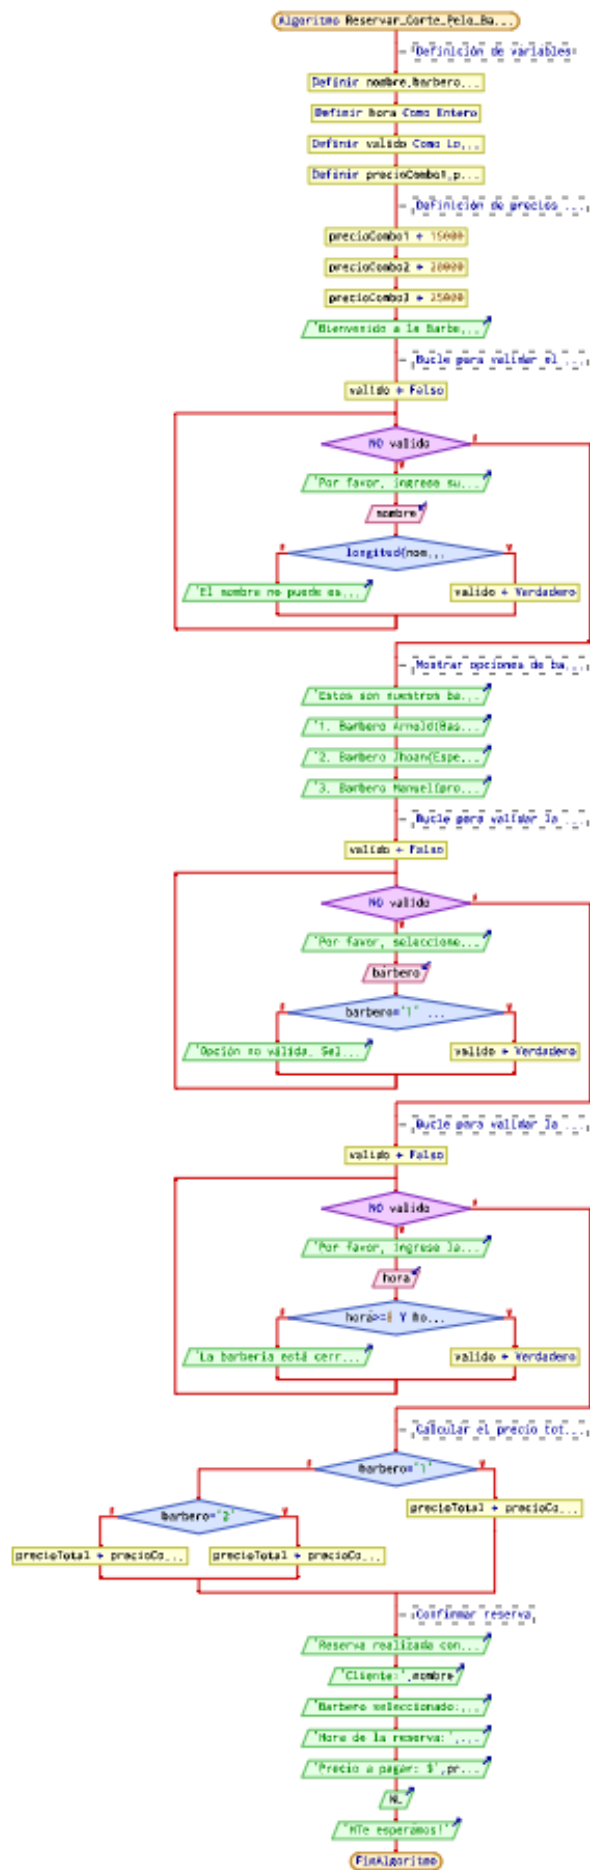 Algoritmo Reservar_Corte_Pelo_Ba...
Definición de variables
Definir nombre,barbero...
Definir hora Como Entero
Definir valido Como Lo...
Definir precioCombo1,p...
Definición de precios ...
precioCombo1 ← 15000
precioCombo2 ← 20000
precioCombo3 ← 25000
'Bienvenido a la Barbe...
Bucle para validar el ...
valido ← Falso
NO valido
F
V
'Por favor, ingrese su...
nombre
longitud(nom...
F
V
'El nombre no puede es...
valido ← Verdadero
Mostrar opciones de ba...
'Estos son nuestros ba...
'1. Barbero Arnold(Bas...
'2. Barbero Jhoan(Espe...
'3. Barbero Manuel(pro...
Bucle para validar la ...
valido ← Falso
NO valido
F
V
'Por favor, seleccione...
barbero
barbero='1' ...
F
V
'Opción no válida. Sel...
valido ← Verdadero
Bucle para validar la ...
valido ← Falso
NO valido
F
V
'Por favor, ingrese la...
hora
hora>=8 Y ho...
F
V
'La barbería está cerr...
valido ← Verdadero
Calcular el precio tot...
barbero='1'
F
V
precioTotal ← precioCo...
barbero='2'
F
V
precioTotal ← precioCo...
precioTotal ← precioCo...
Confirmar reserva
'Reserva realizada con...
'Cliente:',nombre
'Barbero seleccionado:...
'Hora de la reserva:',...
'Precio a pagar: $',pr...
NL
esperamos!'
FinAlgoritmo